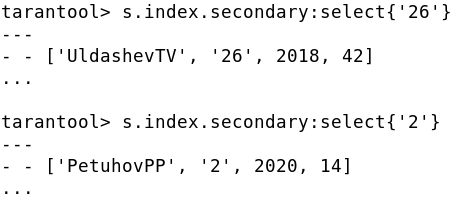 tarantool> s.index.secondary:select{'26'}
---
- - ['UldashevTV', '26', 2018, 42]
...
tarantool> s.index.secondary:select{'2'}
---
- - ['PetuhovPP', '2', 2020, 14]
...